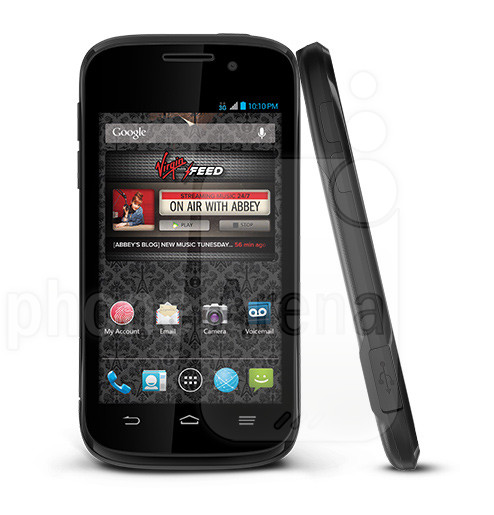 3G 10:10 PM
Google
Virgin FEED
STREAMING MUSIC 24/7
ON AIR WITH ABBEY
PLAY STOP
[ABBEY'S BLOG] NEW MUSIC TUNESDAY... 56 min ago
phonearena
My Account Email Camera Voicemail